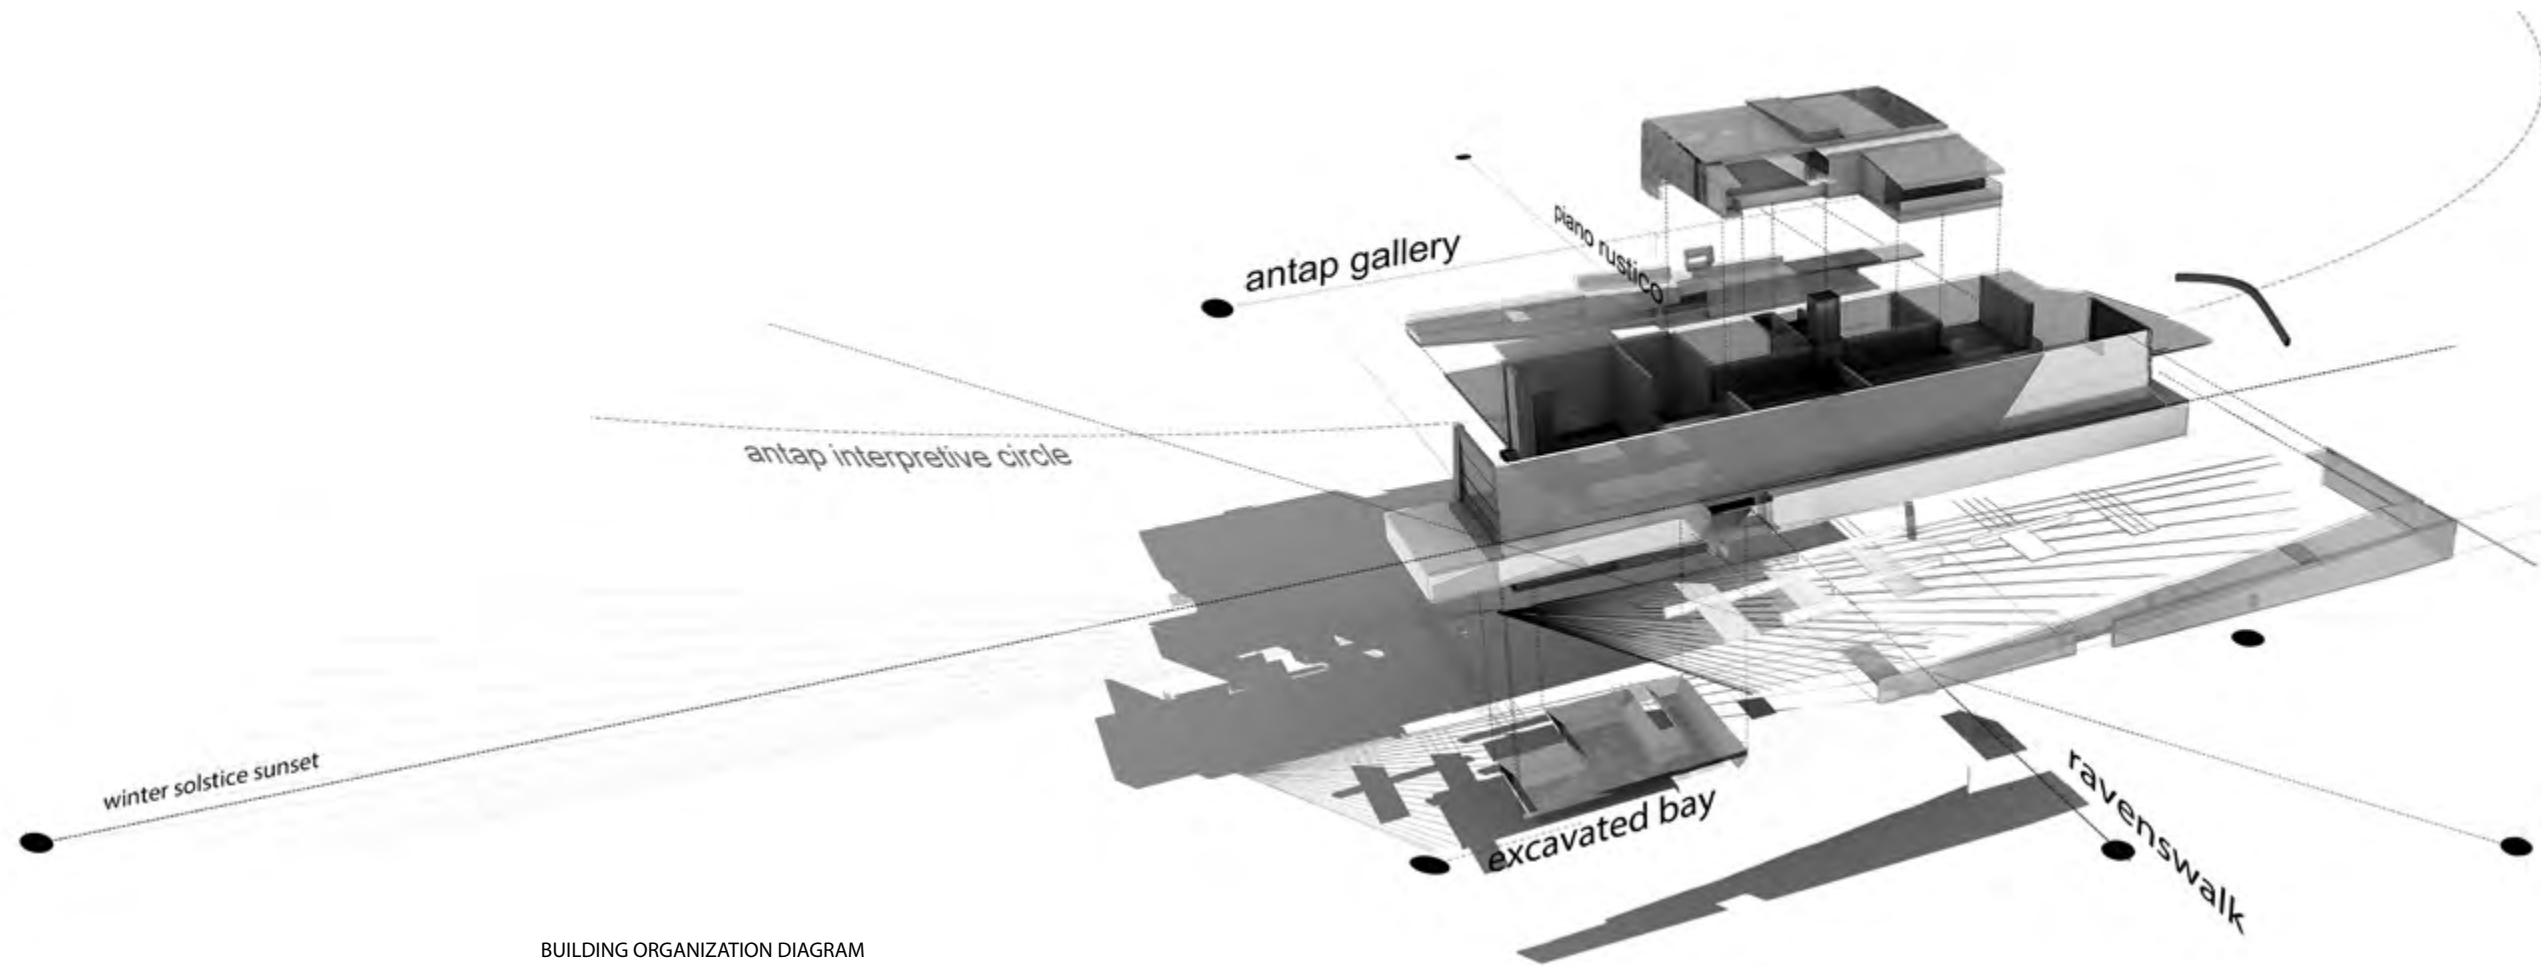 piano rustico
antap gallery
antap interpretive circle
winter solstice sunset
excavated bay
ravenswalk
BUILDING ORGANIZATION DIAGRAM